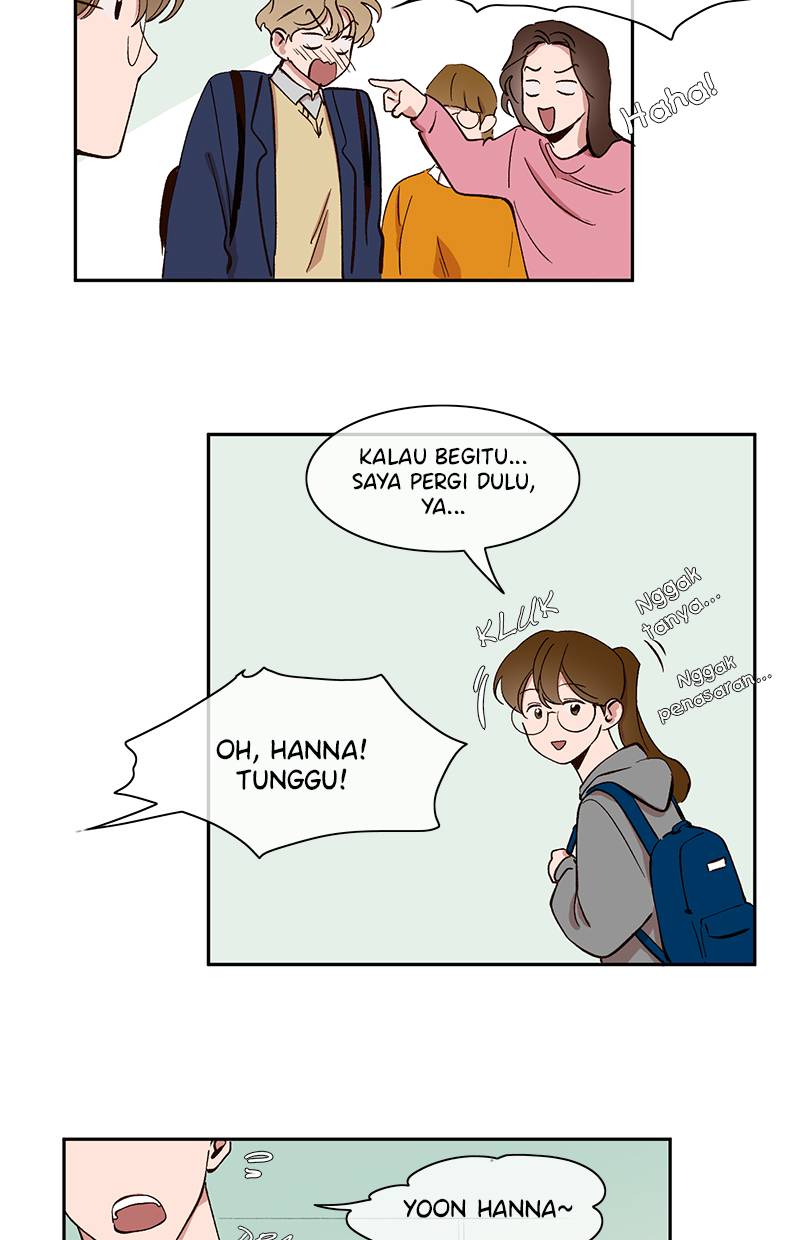 Haha!
KALAU BEGITU...
SAYA PERGI DULU,
YA...
KLUK
Nggak
tanya...
Nggak
penasaran...
OH, HANNA!
TUNGGU!
YOON HANNA~